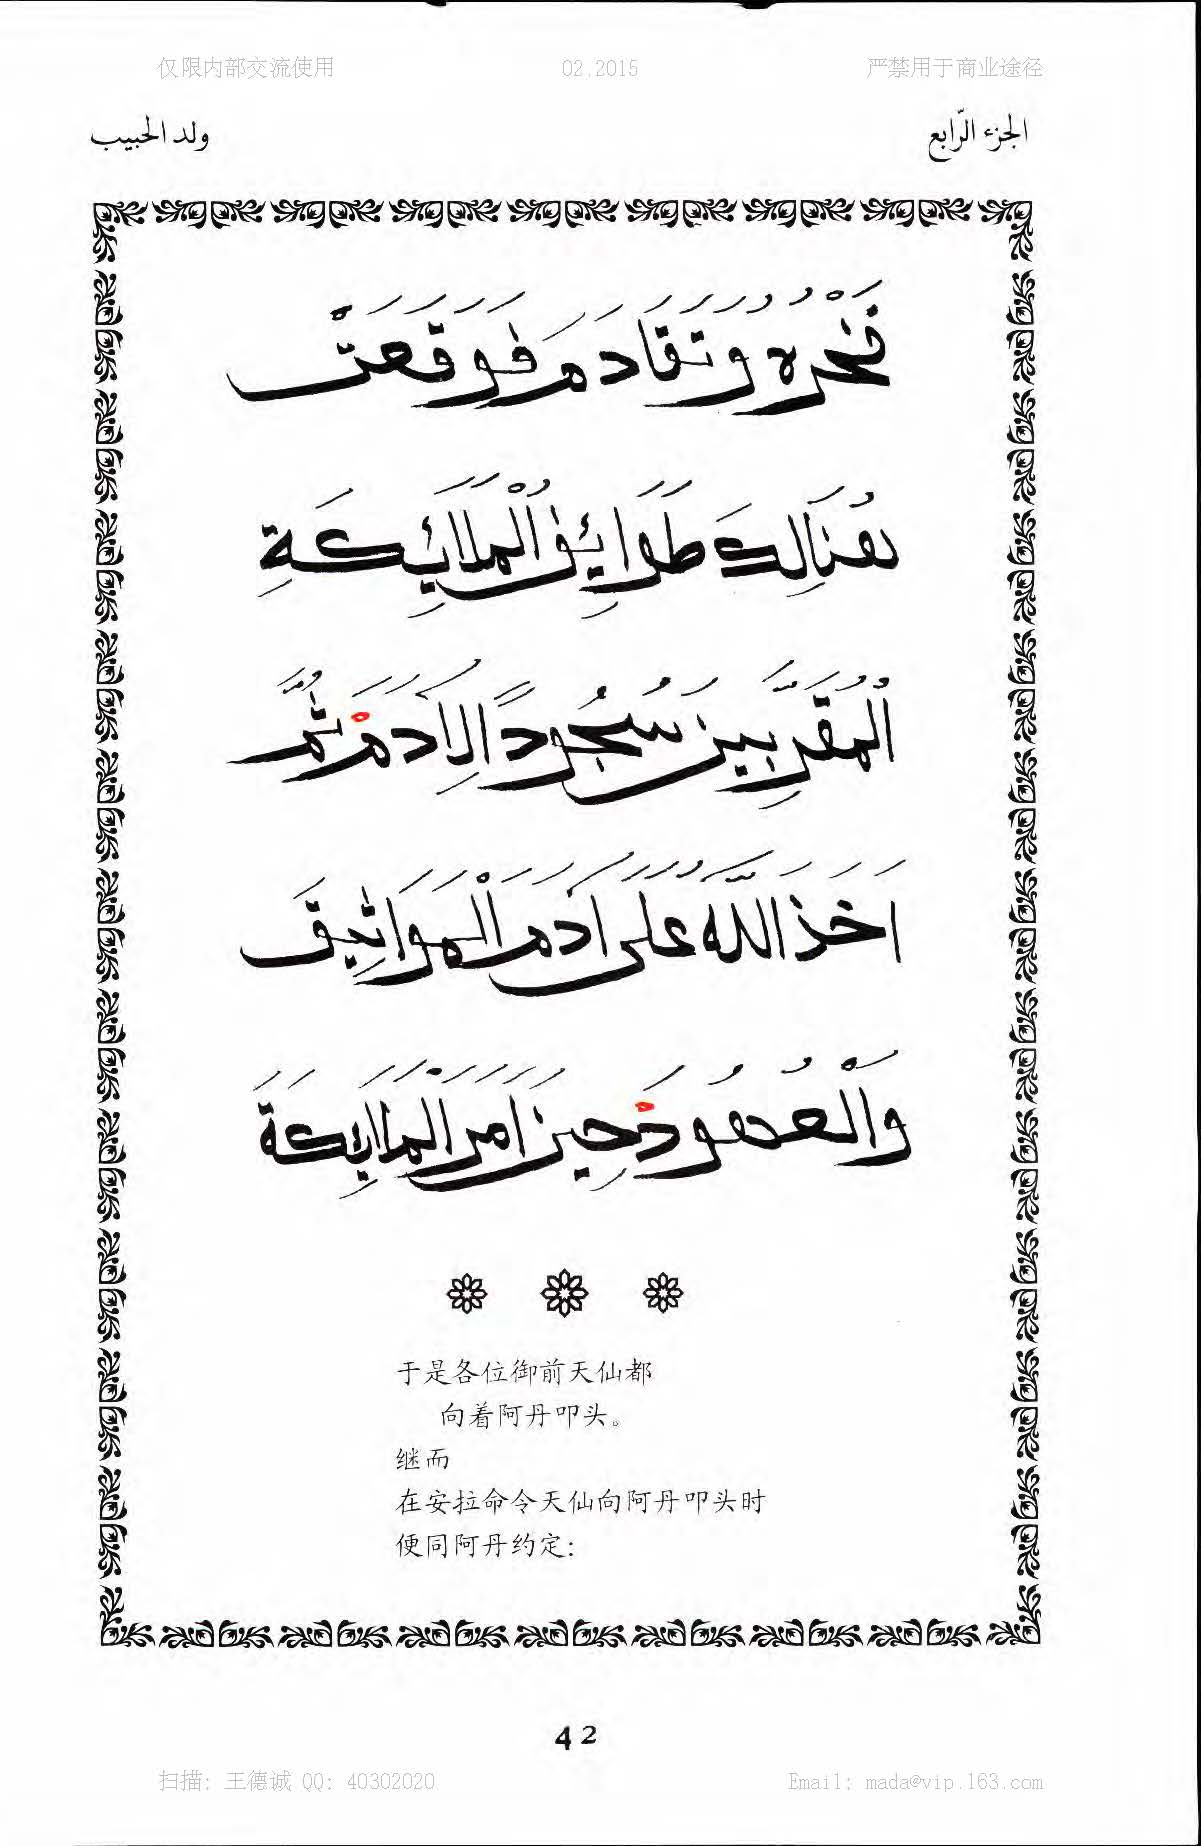 仅限内部交流使用 02.2015 严禁用于商业途径
الجزء الرّابع ولد الحبيب
فَخْرُهُ وَتَقَادَمَ فَوَقَعَتْ
هُنَالِكَ طَوَائِفُ الْمَلَائِكَةِ
الْمُقَرَّبِينَ سُجُودًا لِاٰدَمَ ثُمَّ
اَخَذَ اللّٰهُ عَلَى اٰدَمَ الْمَوَاثِيقَ
وَالْعُهُودَ حِينَ اَمَرَ الْمَلَائِكَةَ
于是各位御前天仙都
向着阿丹叩头。
继而
在安拉命令天仙向阿丹叩头时
便同阿丹约定:
42
扫描: 王德诚 QQ: 40302020 Email: mada@vip.163.com